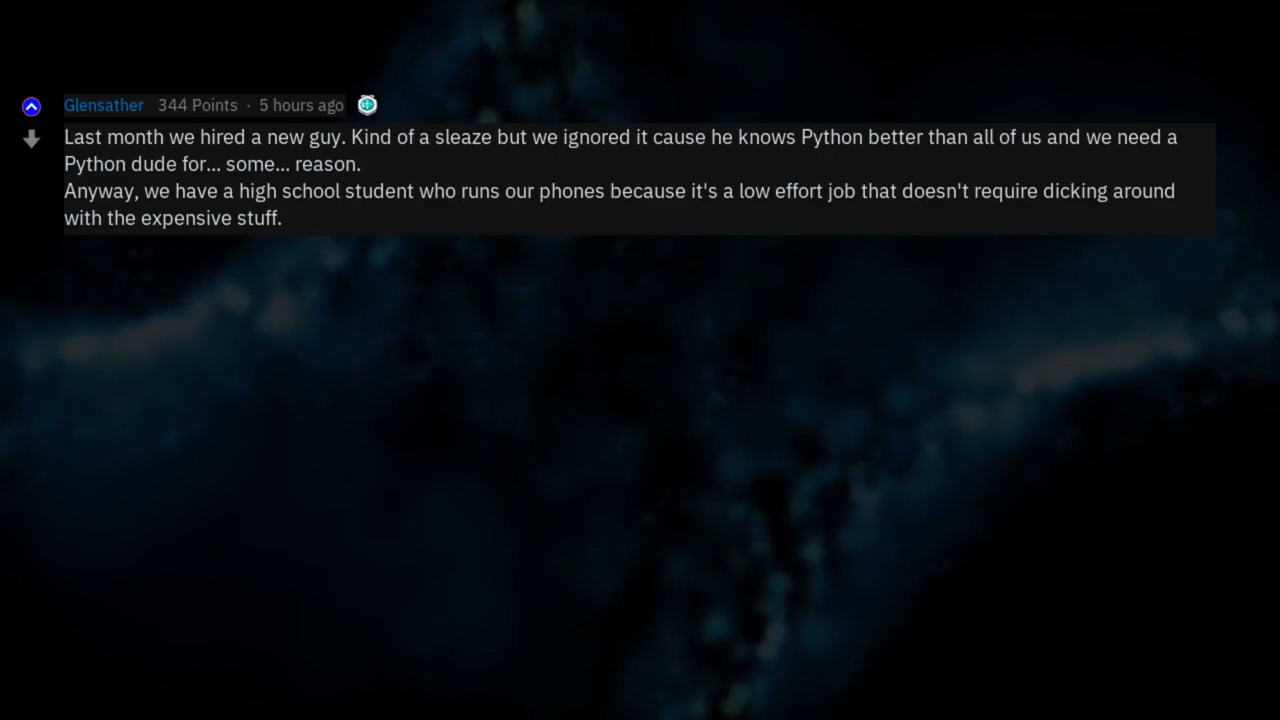 Glensather 344 Points · 5 hours ago
Last month we hired a new guy. Kind of a sleaze but we ignored it cause he knows Python better than all of us and we need a
Python dude for... some... reason.
Anyway, we have a high school student who runs our phones because it's a low effort job that doesn't require dicking around
with the expensive stuff.